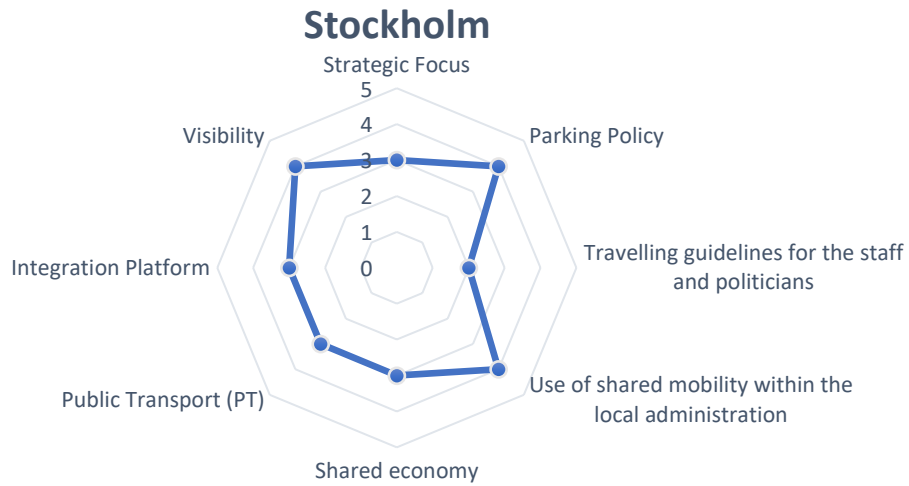 Stockholm
Strategic Focus
5
4
3
2
1
0
Visibility
Parking Policy
Integration Platform
Travelling guidelines for the staff
and politicians
Public Transport (PT)
Use of shared mobility within the
local administration
Shared economy